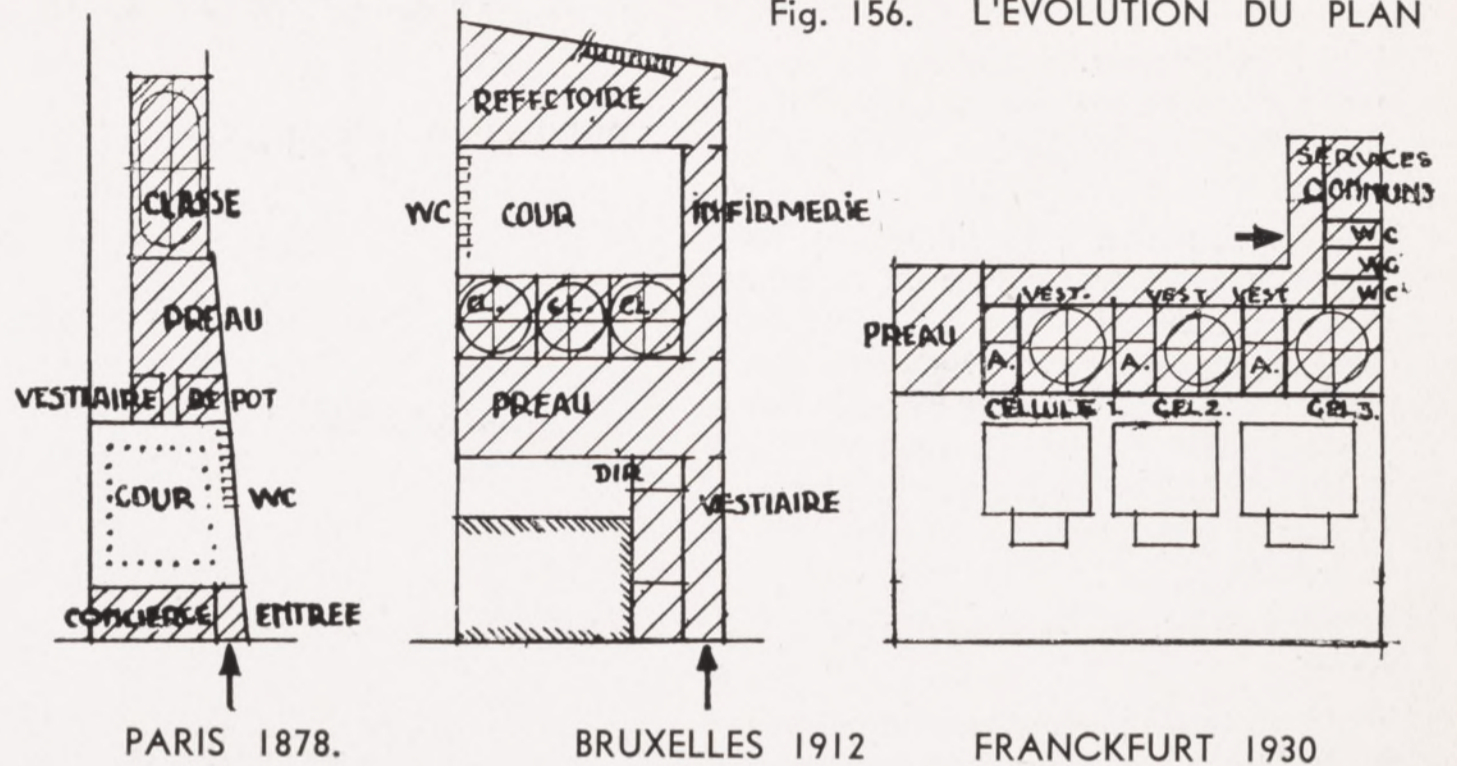 Fig. 156. L'EVOLUTION DU PLAN
CLASSE
PREAU
VESTIAIRE DEPOT
COUR WC
CONCIERGE ENTREE
PARIS 1878.
REFECTOIRE
WC COUR INFIRMERIE
CL. CL. CL.
PREAU
DIR
VESTIAIRE
BRUXELLES 1912
SERVICES
COMMUNS
WC
WC
WC
VEST. VEST VEST
PREAU
A. A. A.
CELLULE 1. CEL 2. CEL 3.
FRANCKFURT 1930